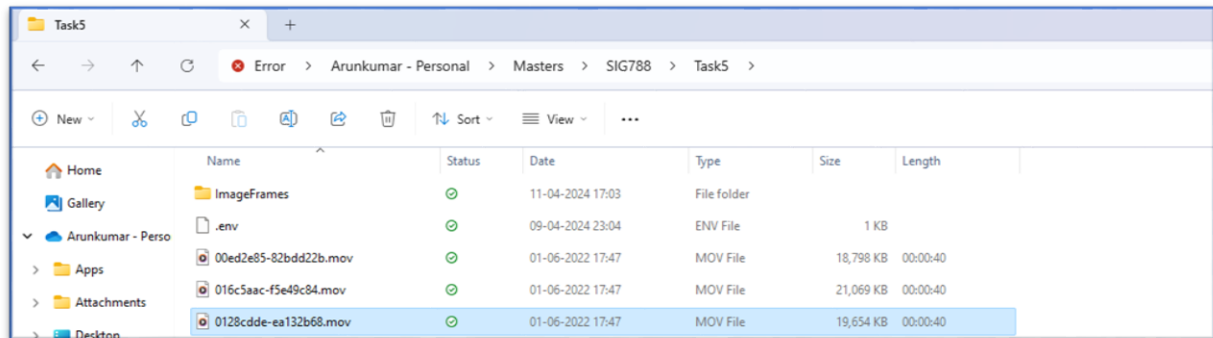 Task5
Error > Arunkumar - Personal > Masters > SIG788 > Task5 >
New Sort View ...
Name Status Date Type Size Length
Home
Gallery
Arunkumar - Perso
Apps
Attachments
Desktop
ImageFrames 11-04-2024 17:03 File folder
.env 09-04-2024 23:04 ENV File 1 KB
00ed2e85-82bdd22b.mov 01-06-2022 17:47 MOV File 18,798 KB 00:00:40
016c5aac-f5e49c84.mov 01-06-2022 17:47 MOV File 21,069 KB 00:00:40
0128cdde-ea132b68.mov 01-06-2022 17:47 MOV File 19,654 KB 00:00:40